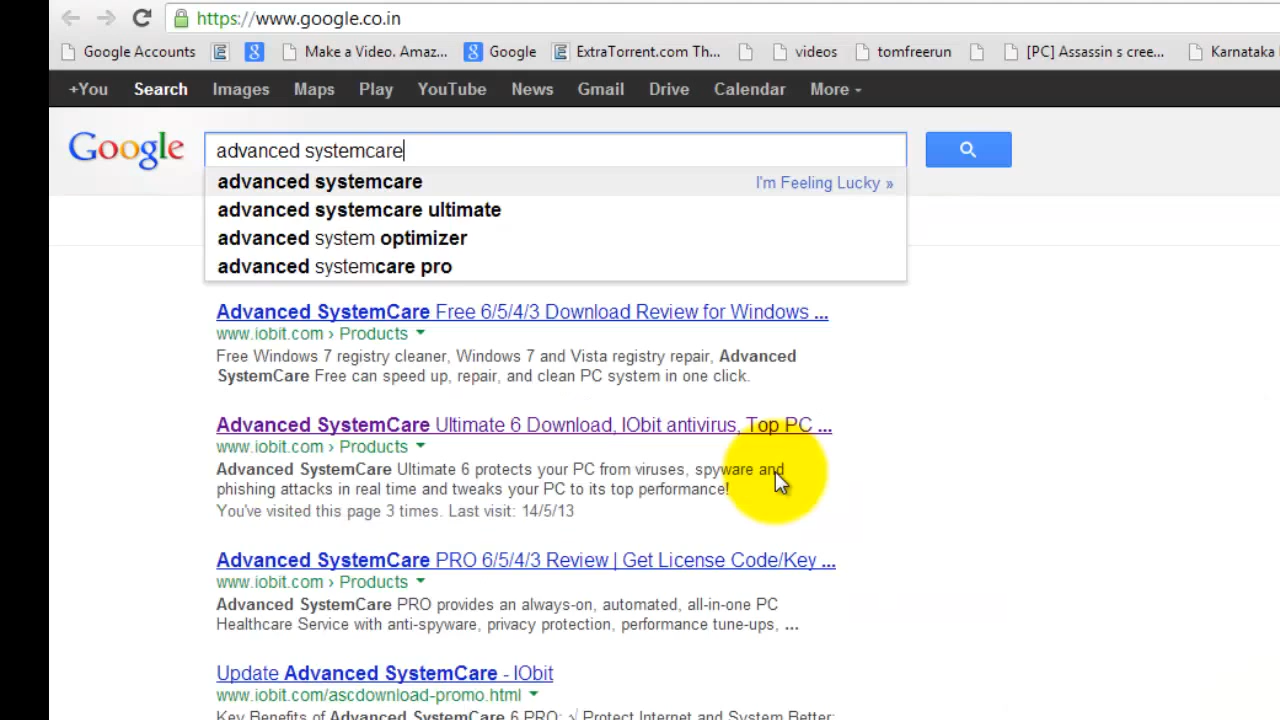 https://www.google.co.in
Google Accounts Make a Video. Amaz... Google ExtraTorrent.com Th... videos tomfreerun [PC] Assassin s cree... Karnataka
+You Search Images Maps Play YouTube News Gmail Drive Calendar More
Google advanced systemcare
advanced systemcare I'm Feeling Lucky »
advanced systemcare ultimate
advanced system optimizer
advanced systemcare pro
Advanced SystemCare Free 6/5/4/3 Download Review for Windows ...
www.iobit.com › Products
Free Windows 7 registry cleaner, Windows 7 and Vista registry repair, Advanced
SystemCare Free can speed up, repair, and clean PC system in one click.
Advanced SystemCare Ultimate 6 Download, IObit antivirus, Top PC ...
www.iobit.com › Products
Advanced SystemCare Ultimate 6 protects your PC from viruses, spyware and
phishing attacks in real time and tweaks your PC to its top performance!
You've visited this page 3 times. Last visit: 14/5/13
Advanced SystemCare PRO 6/5/4/3 Review | Get License Code/Key ...
www.iobit.com › Products
Advanced SystemCare PRO provides an always-on, automated, all-in-one PC
Healthcare Service with anti-spyware, privacy protection, performance tune-ups, ...
Update Advanced SystemCare - IObit
www.iobit.com/ascdownload-promo.html
Key Benefits of Advanced SystemCare 6 PRO: √ Protect Internet and System Better: